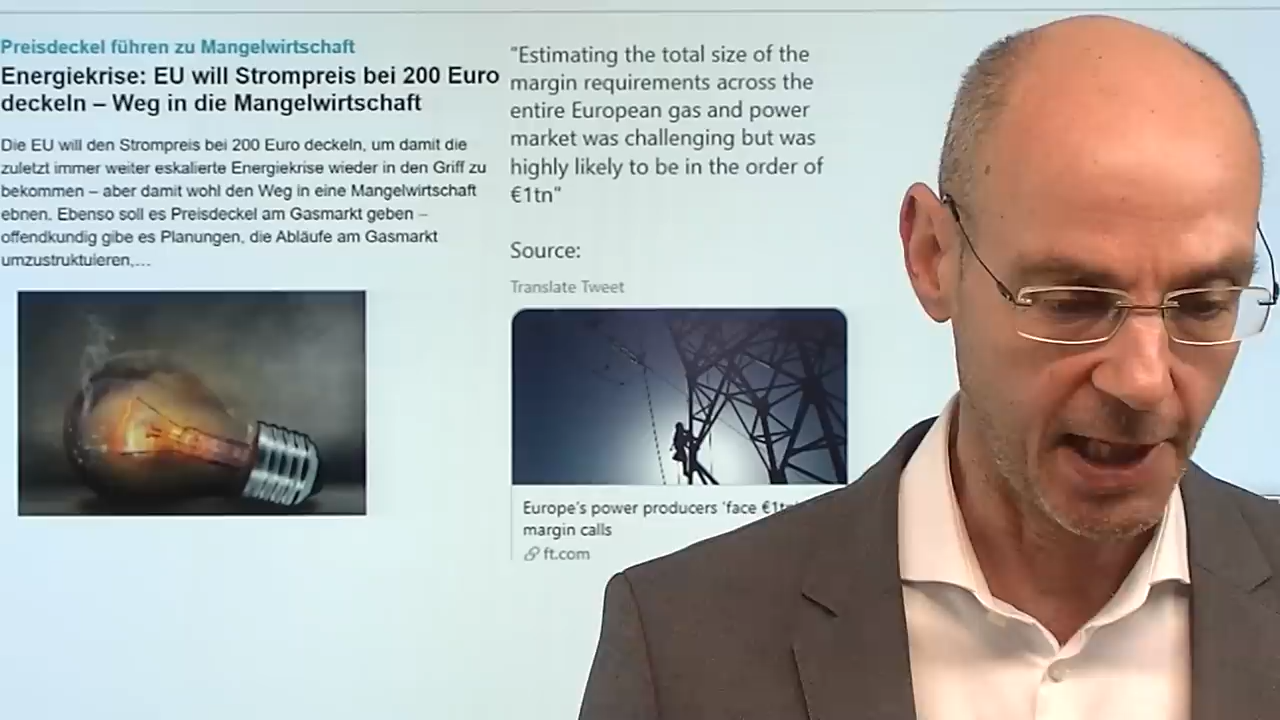 Preisdeckel führen zu Mangelwirtschaft
Energiekrise: EU will Strompreis bei 200 Euro
deckeln – Weg in die Mangelwirtschaft
Die EU will den Strompreis bei 200 Euro deckeln, um damit die
zuletzt immer weiter eskalierte Energiekrise wieder in den Griff zu
bekommen – aber damit wohl den Weg in eine Mangelwirtschaft
ebnen. Ebenso soll es Preisdeckel am Gasmarkt geben –
offendkundig gibe es Planungen, die Abläufe am Gasmarkt
umzustruktuieren,...
"Estimating the total size of the
margin requirements across the
entire European gas and power
market was challenging but was
highly likely to be in the order of
€1tn"
Source:
Translate Tweet
Europe's power producers 'face
margin calls
ft.com